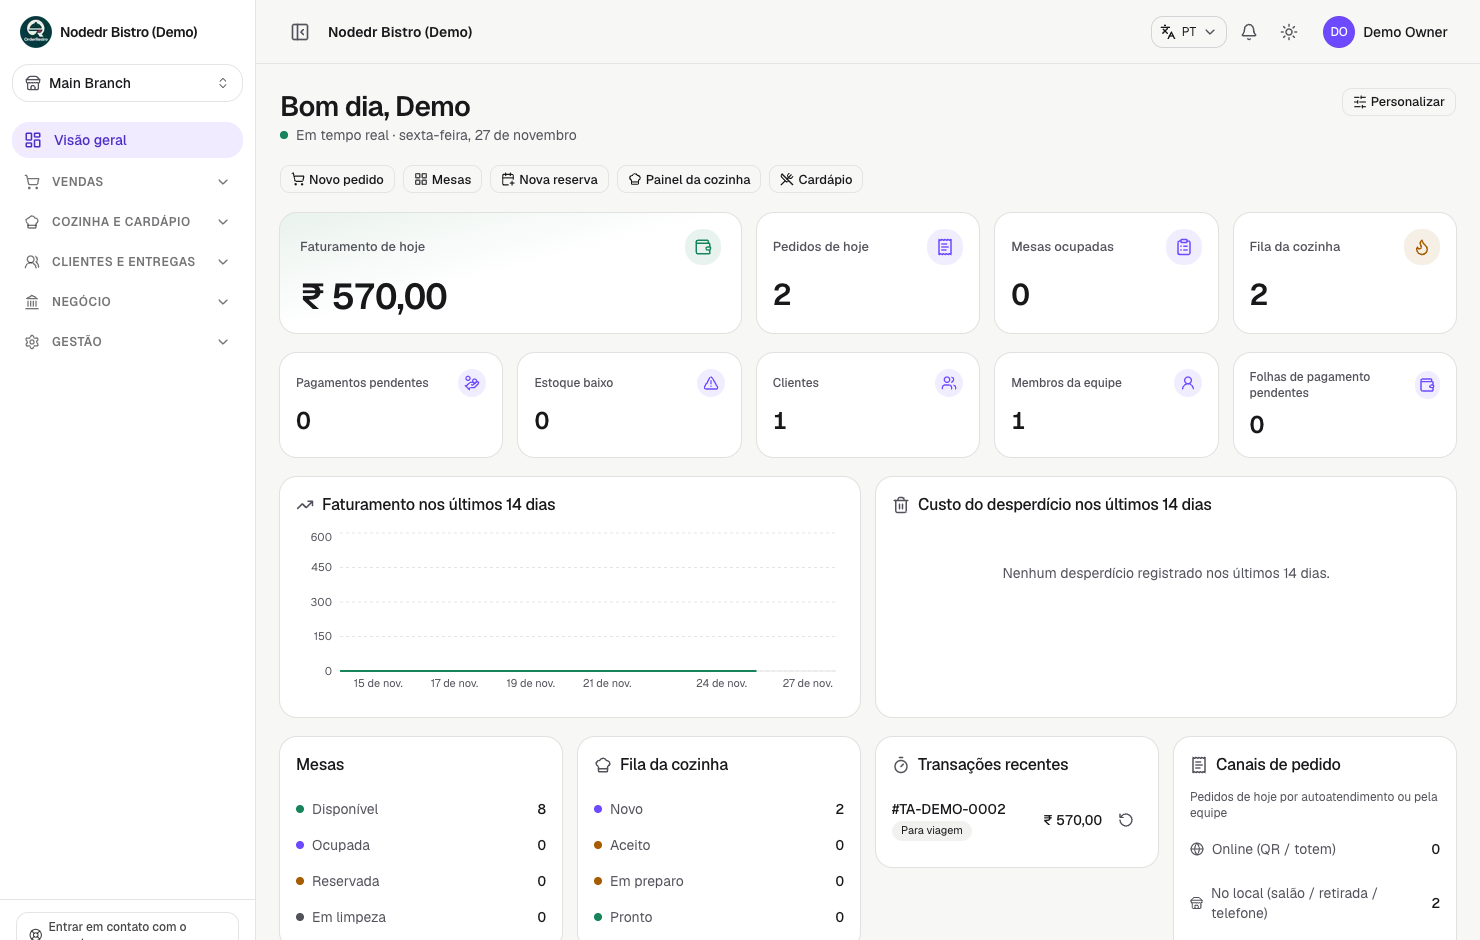 Nodedr Bistro (Demo)
Main Branch
Visão geral
VENDAS
COZINHA E CARDÁPIO
CLIENTES E ENTREGAS
NEGÓCIO
GESTÃO
Entrar em contato com o
Nodedr Bistro (Demo)
PT
DO
Demo Owner
Bom dia, Demo
Em tempo real · sexta-feira, 27 de novembro
Personalizar
Novo pedido
Mesas
Nova reserva
Painel da cozinha
Cardápio
Faturamento de hoje
₹ 570,00
Pedidos de hoje
2
Mesas ocupadas
0
Fila da cozinha
2
Pagamentos pendentes
0
Estoque baixo
0
Clientes
1
Membros da equipe
1
Folhas de pagamento
pendentes
0
Faturamento nos últimos 14 dias
600
450
300
150
0
15 de nov. 17 de nov. 19 de nov. 21 de nov. 24 de nov. 27 de nov.
Custo do desperdício nos últimos 14 dias
Nenhum desperdício registrado nos últimos 14 dias.
Mesas
Disponível 8
Ocupada 0
Reservada 0
Em limpeza 0
Fila da cozinha
Novo 2
Aceito 0
Em preparo 0
Pronto 0
Transações recentes
#TA-DEMO-0002
Para viagem
₹ 570,00
Canais de pedido
Pedidos de hoje por autoatendimento ou pela
equipe
Online (QR / totem) 0
No local (salão / retirada /
telefone) 2